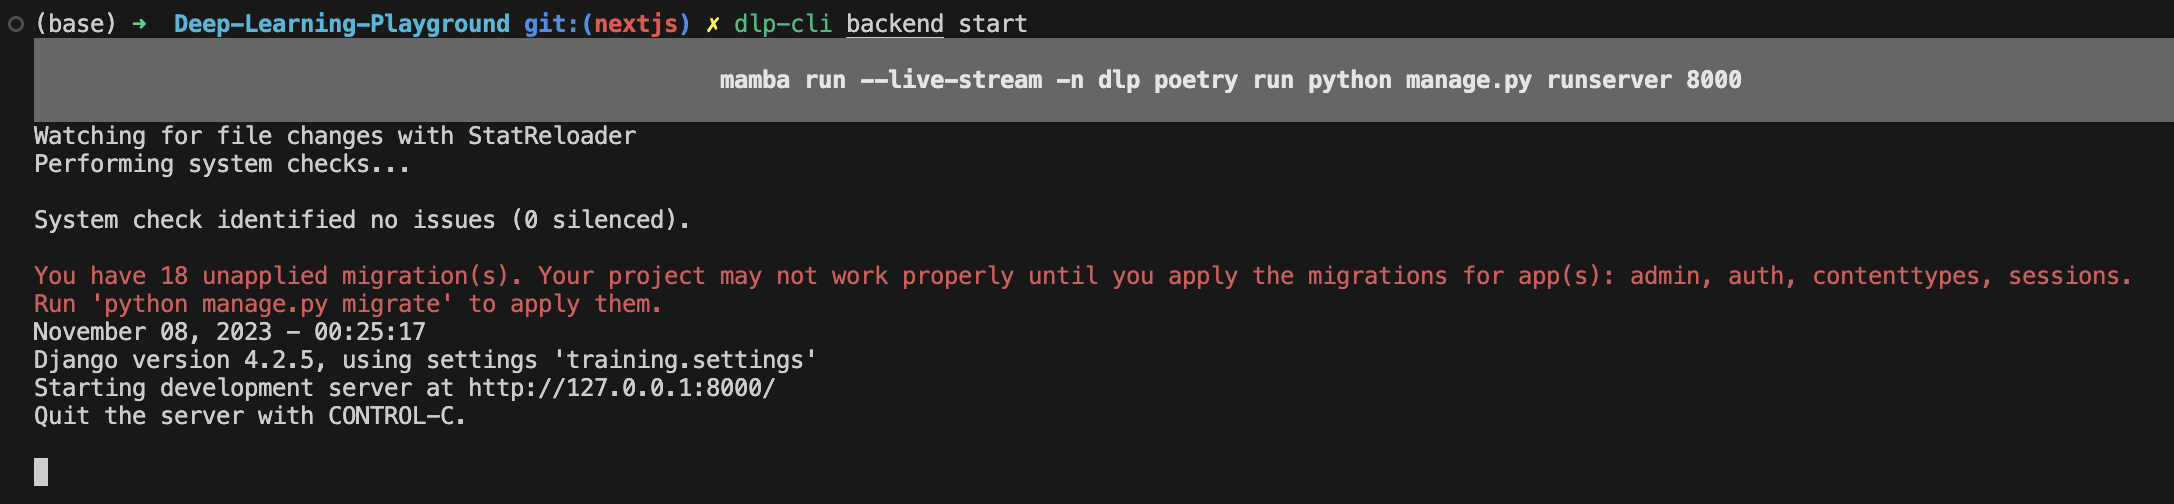 (base) ➜ Deep-Learning-Playground git:(nextjs) ✗ dlp-cli backend start
mamba run --live-stream -n dlp poetry run python manage.py runserver 8000
Watching for file changes with StatReloader
Performing system checks...
System check identified no issues (0 silenced).
You have 18 unapplied migration(s). Your project may not work properly until you apply the migrations for app(s): admin, auth, contenttypes, sessions.
Run 'python manage.py migrate' to apply them.
November 08, 2023 - 00:25:17
Django version 4.2.5, using settings 'training.settings'
Starting development server at http://127.0.0.1:8000/
Quit the server with CONTROL-C.